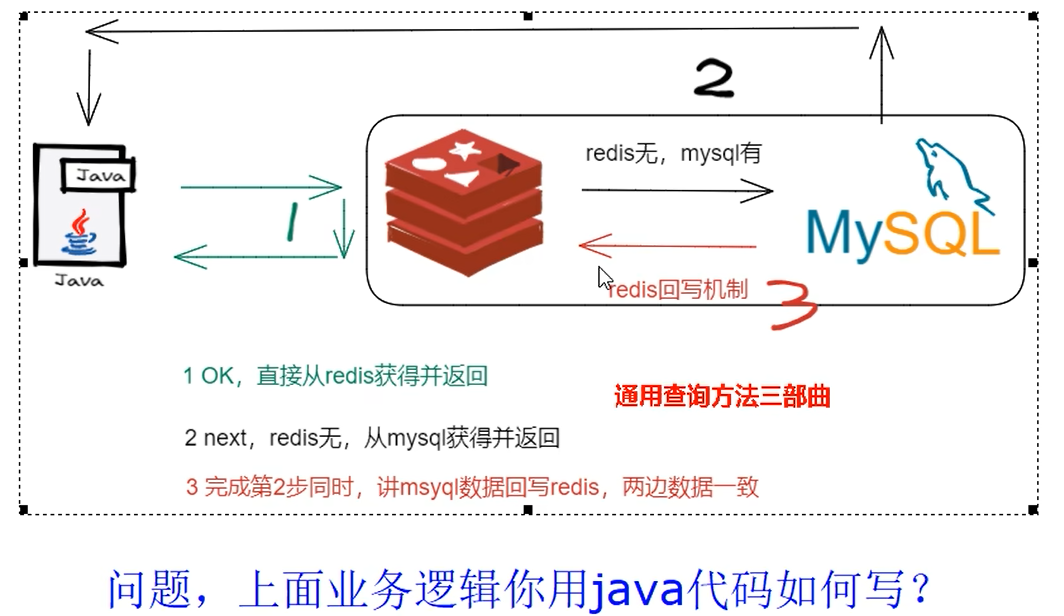 2
Java
redis无，mysql有
1
MySQL
Java
redis回写机制
3
1 OK，直接从redis获得并返回
通用查询方法三部曲
2 next，redis无，从mysql获得并返回
3 完成第2步同时，讲msyql数据回写redis，两边数据一致
问题，上面业务逻辑你用java代码如何写？